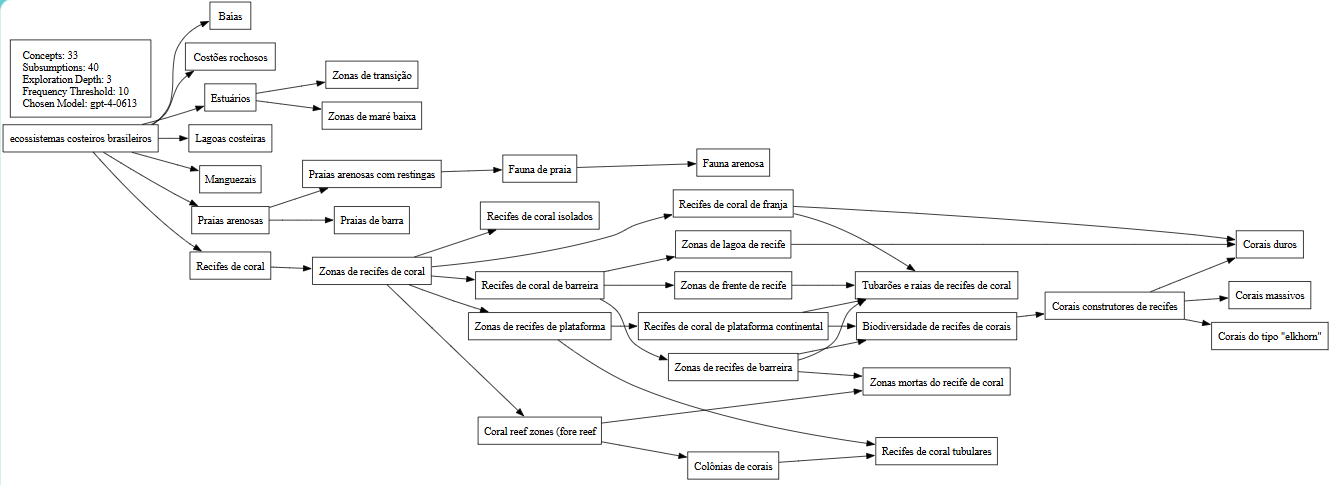 Baías
Concepts: 33
Subsumptions: 40
Exploration Depth: 3
Frequency Threshold: 10
Chosen Model: gpt-4-0613
Costões rochosos
Zonas de transição
Estuários
Zonas de maré baixa
ecossistemas costeiros brasileiros
Lagoas costeiras
Manguezais
Praias arenosas com restingas
Fauna de praia
Fauna arenosa
Praias arenosas
Praias de barra
Recifes de coral isolados
Recifes de coral de franja
Zonas de lagoa de recife
Corais duros
Recifes de coral
Zonas de recifes de coral
Recifes de coral de barreira
Zonas de frente de recife
Tubarões e raias de recifes de coral
Corais construtores de recifes
Corais massivos
Zonas de recifes de plataforma
Recifes de coral de plataforma continental
Biodiversidade de recifes de corais
Corais do tipo "elkhorn"
Zonas de recifes de barreira
Zonas mortas do recife de coral
Coral reef zones (fore reef
Colônias de corais
Recifes de coral tubulares